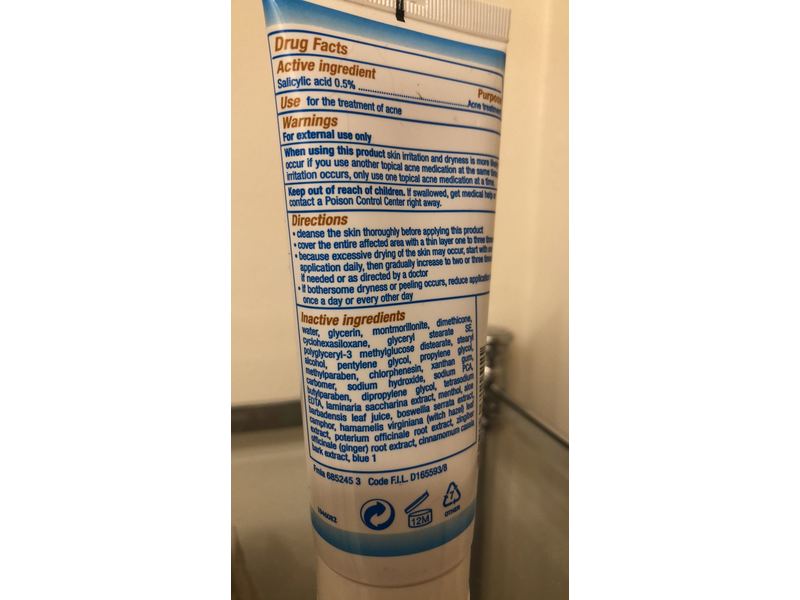 Drug Facts
Active ingredient
Purpos
Salicylic acid 0.5%
Acne treatmen
Use for the treatment of acne
Warnings
For external use only
When using this product skin irritation and dryness is more likely
occur if you use another topical acne medication at the same time
irritation occurs, only use one topical acne medication at a time.
Keep out of reach of children. If swallowed, get medical help
contact a Poison Control Center right away.
Directions
• cleanse the skin thoroughly before applying this product
• cover the entire affected area with a thin layer one to three times
• because excessive drying of the skin may occur, start with
application daily, then gradually increase to two or three times
if needed or as directed by a doctor
• if bothersome dryness or peeling occurs, reduce application
once a day or every other day
Inactive ingredients
water, glycerin, montmorillonite, dimethicone,
cyclohexasiloxane, glyceryl stearate SE,
polyglyceryl-3 methylglucose distearate, stearyl
alcohol, pentylene glycol, propylene glycol,
methylparaben, chlorphenesin, xanthan gum,
carbomer, sodium hydroxide, sodium PCA,
butylparaben, dipropylene glycol, tetrasodium
EDTA, laminaria saccharina extract, menthol, aloe
barbadensis leaf juice, boswellia serrata extract,
camphor, hamamelis virginiana (witch hazel) leaf
extract, poterium officinale root extract, zingiber
officinale (ginger) root extract, cinnamomum cassia
bark extract, blue 1
Fmla 685245 3 Code F.I.L. D165593/8
1046082
12M
7
OTHER